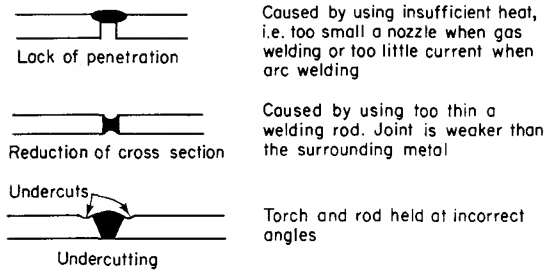 Caused by using insufficient heat,
i.e. too small a nozzle when gas
welding or too little current when
arc welding
Lack of penetration
Caused by using too thin a
welding rod. Joint is weaker than
the surrounding metal
Reduction of cross section
Undercuts
Torch and rod held at incorrect
angles
Undercutting